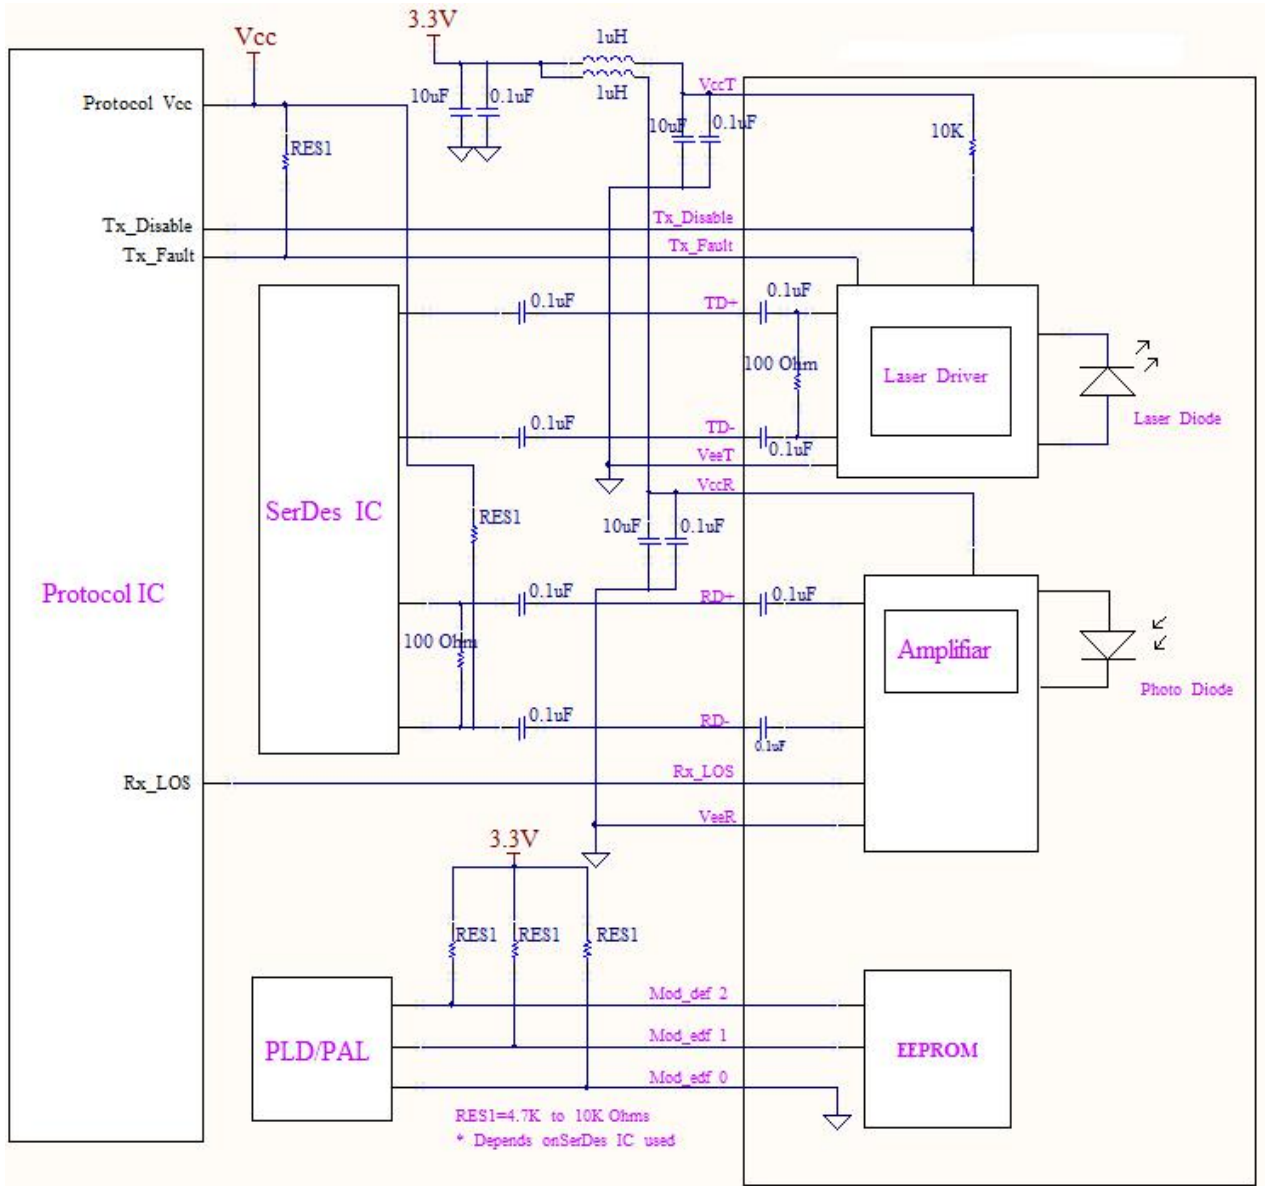 3.3V
1uH
Vcc
1uH
VccT
Protocol Vcc
10uF
0.1uF
10uF
0.1uF
10K
RES1
Tx_Disable
Tx_Disable
Tx_Fault
Tx_Fault
0.1uF
TD+
0.1uF
100 Ohm
Laser Driver
Laser Diode
0.1uF
TD-
0.1uF
VeeT
VccR
SerDes IC
RES1
10uF
0.1uF
Protocol IC
0.1uF
RD+
0.1uF
100 Ohm
Amplifiar
Photo Diode
0.1uF
RD-
0.1uF
Rx_LOS
Rx_LOS
VeeR
3.3V
RES1
RES1
RES1
Mod_def 2
PLD/PAL
Mod_edf 1
EEPROM
Mod_edf 0
RES1=4.7K to 10K Ohms
* Depends onSerDes IC used